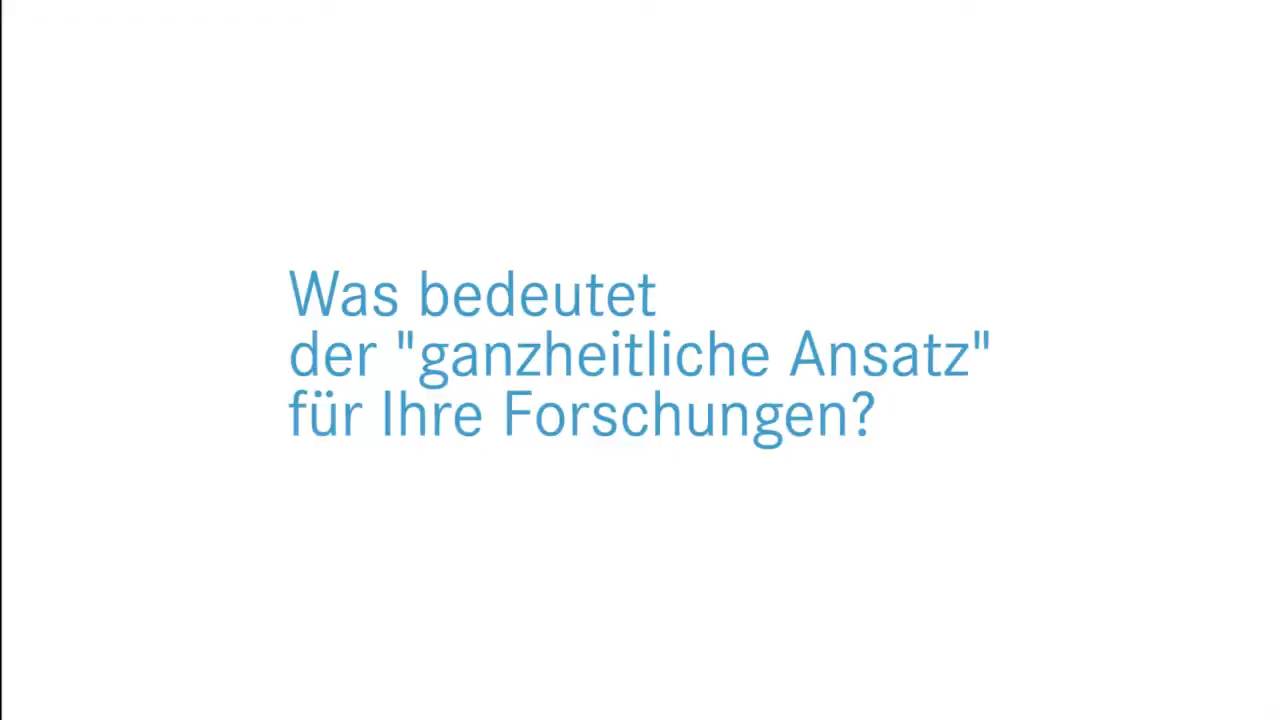 Was bedeutet
der "ganzheitliche Ansatz"
für Ihre Forschungen?